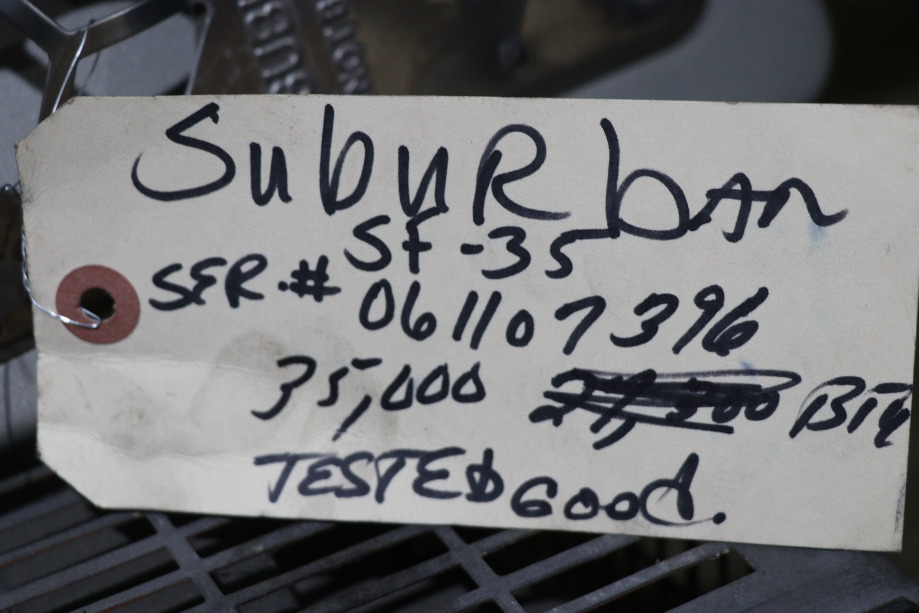 SubuRbAn
SF-35
SER.# 061107396
35,000 BTU
TESTED Good.